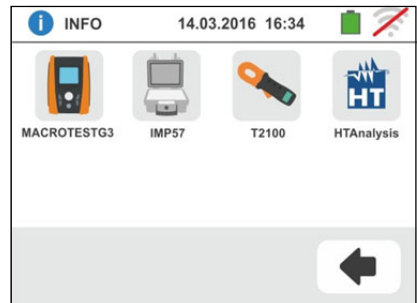 INFO 14.03.2016 16:34
HT
MACROTESTG3 IMP57 T2100 HTAnalysis